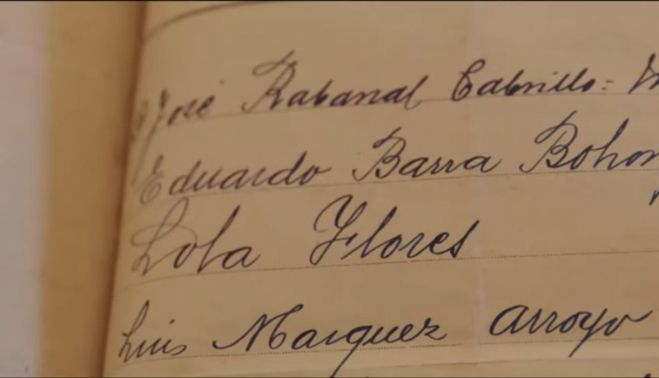 José Rabanal Cabrillo:
Eduardo Barra
Lola Flores
Luis Marquez Arroyo